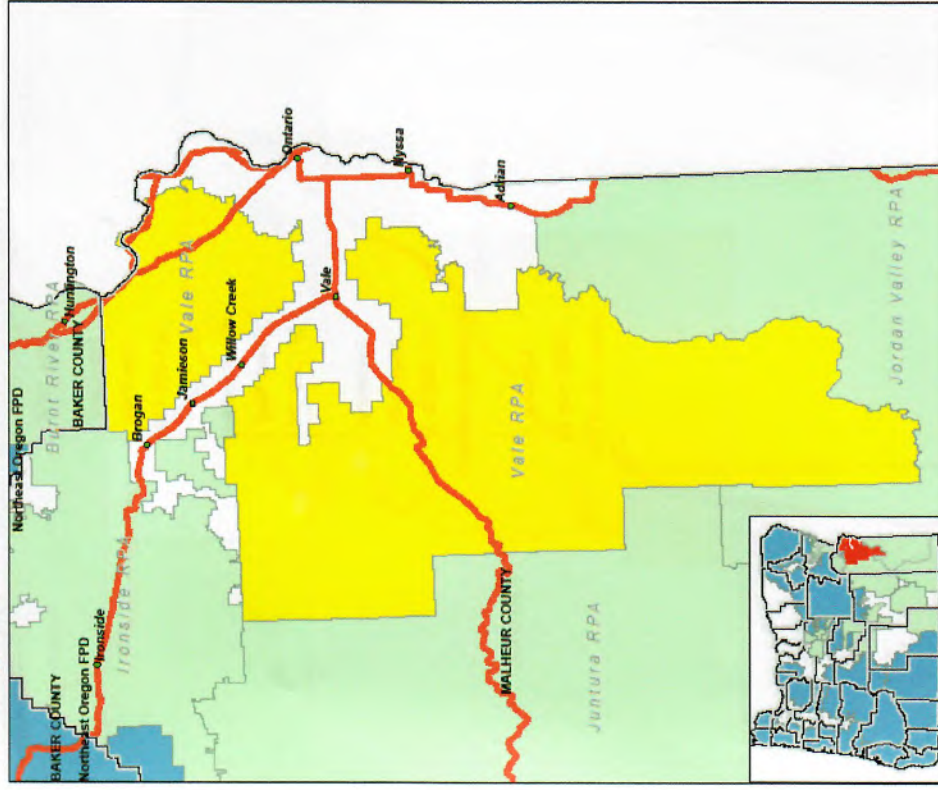 Northeast Oregon FPD
Burnt River RPA
BAKER COUNTY
Huntington
Vale RPA
Jamieson
Willow Creek
Brogan
Ontario
Nyssa
Adrian
Vale
BAKER COUNTY
Northeast Oregon FPD
Ironside
Ironside RPA
Vale RPA
MALHEUR COUNTY
Juntura RPA
Jordan Valley RPA